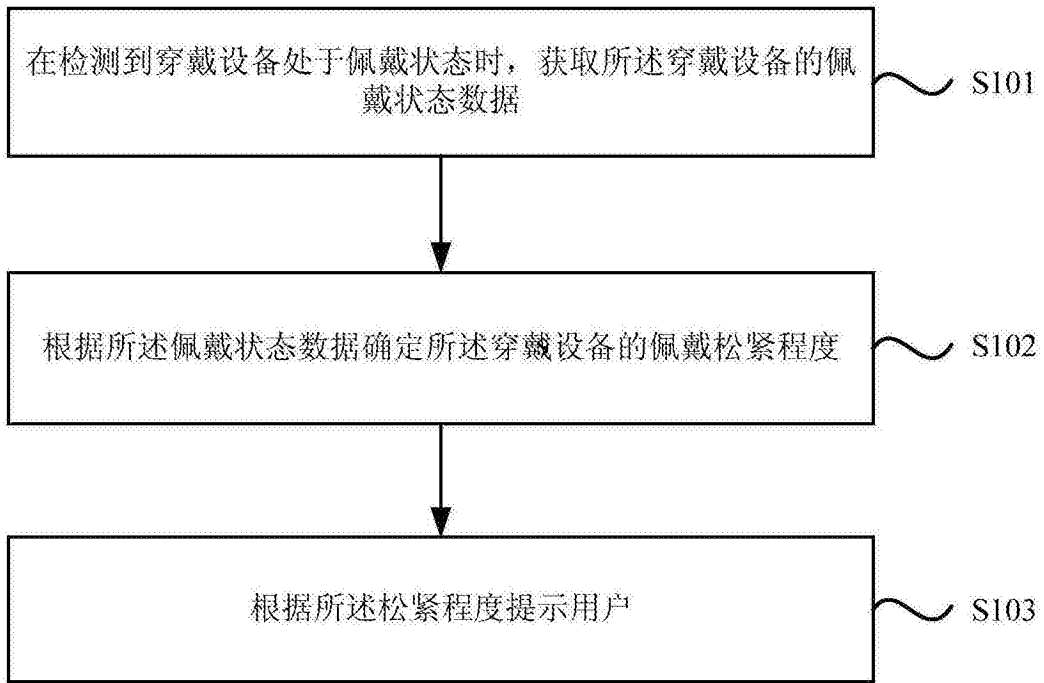 在检测到穿戴设备处于佩戴状态时，获取所述穿戴设备的佩
戴状态数据
S101
根据所述佩戴状态数据确定所述穿戴设备的佩戴松紧程度
S102
根据所述松紧程度提示用户
S103